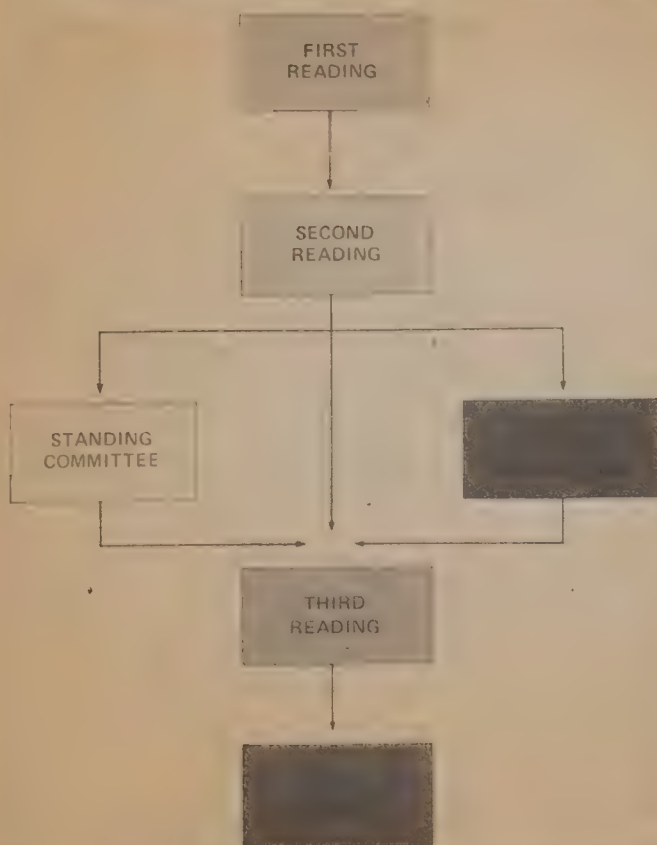 FIRST
READING
SECOND
READING
STANDING
COMMITTEE
THIRD
READING